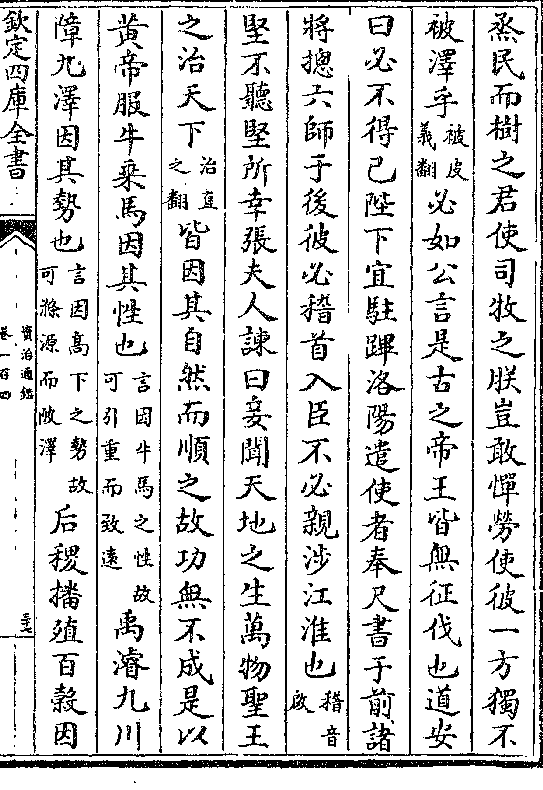 烝民而樹之君使司牧之朕豈敢憚勞使彼一方獨不
被澤乎被皮義翻必如公言是古之帝王皆無征伐也道安
曰必不得已陛下宜駐蹕洛陽遣使者奉尺書于前諸
將摠六師于後彼必稽首入臣不必親涉江淮也稽音啟
堅不聽堅所幸張夫人諫曰妾聞天地之生萬物聖王
之治天下治直之翻皆因其自然而順之故功無不成是以
黄帝服牛乗馬因其性也言因牛馬之性故可引重而致逺禹濬九川
障九澤因其勢也言因髙下之勢故可滌源而陂澤后稷播殖百穀因
欽定四庫全書
資治通鑑
卷一百四
三十七